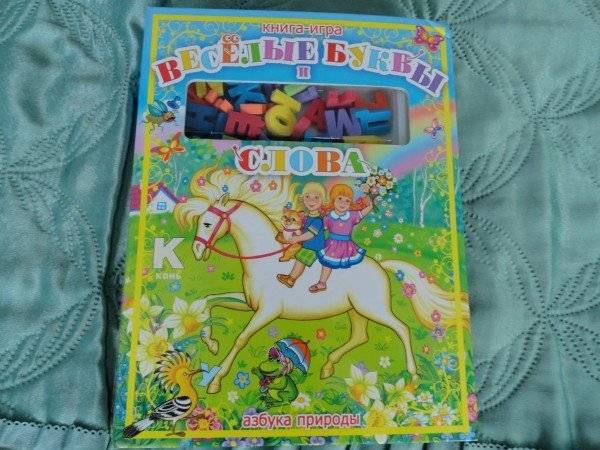 книга-игра
ВЕСЁЛЫЕ БУКВЫ
И
СЛОВА
К
КОНЬ
азбука природы